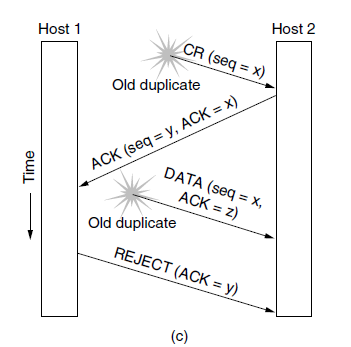 Host 1
Host 2
CR (seq = x)
Old duplicate
ACK (seq = y, ACK = x)
Time
DATA (seq = x,
ACK = z)
Old duplicate
REJECT (ACK = y)
(c)